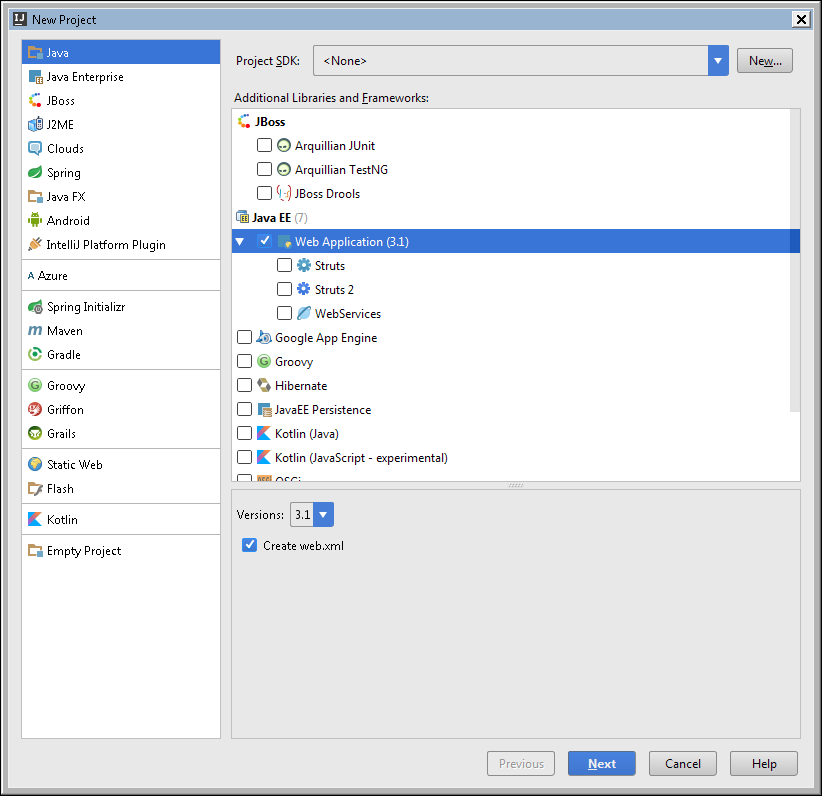 New Project
Java
Java Enterprise
JBoss
J2ME
Clouds
Spring
Java FX
Android
IntelliJ Platform Plugin
Azure
Spring Initializr
Maven
Gradle
Groovy
Griffon
Grails
Static Web
Flash
Kotlin
Empty Project
Project SDK: <None> New...
Additional Libraries and Frameworks:
JBoss
Arquillian JUnit
Arquillian TestNG
JBoss Drools
Java EE (7)
Web Application (3.1)
Struts
Struts 2
WebServices
Google App Engine
Groovy
Hibernate
JavaEE Persistence
Kotlin (Java)
Kotlin (JavaScript - experimental)
Versions: 3.1
Create web.xml
Previous Next Cancel Help